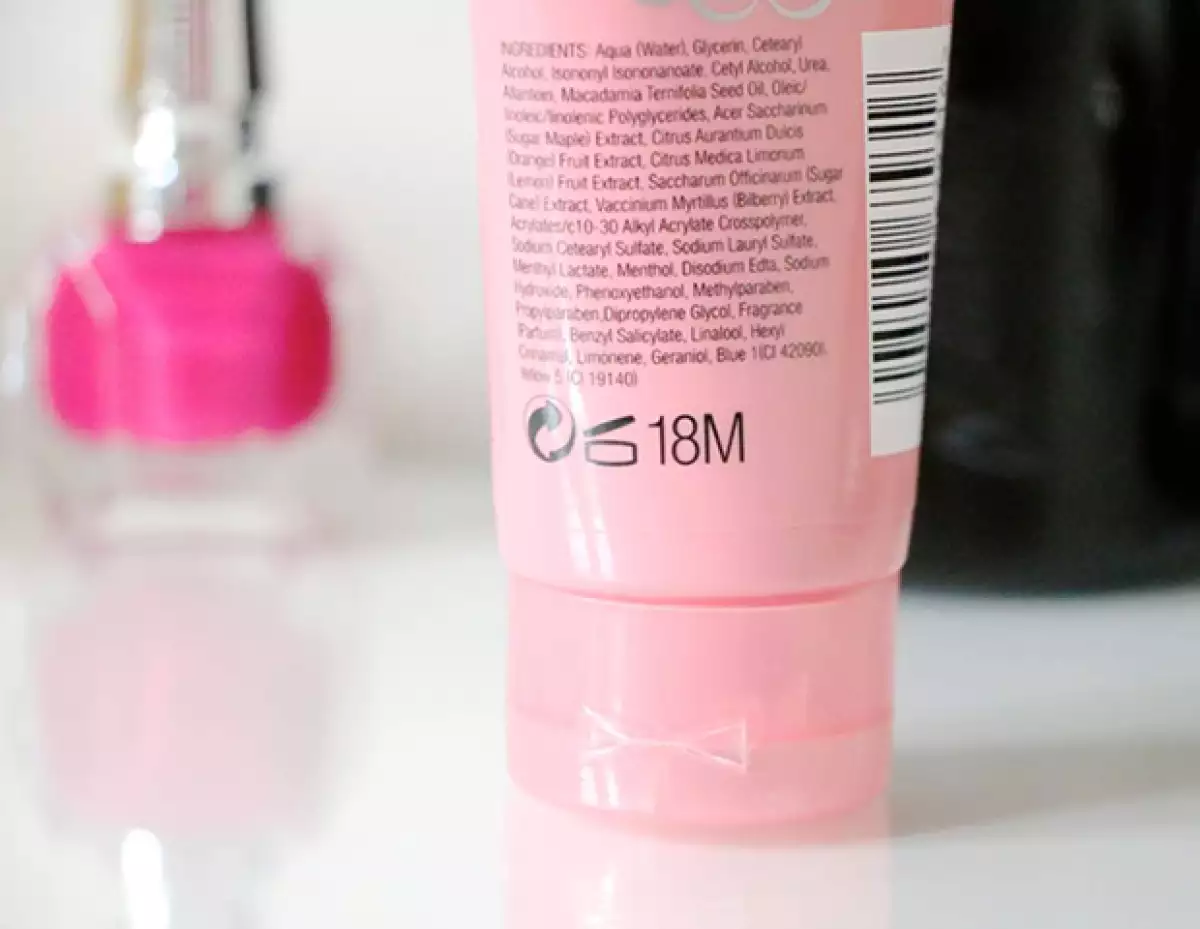 INGREDIENTS: Aqua (Water), Glycerin, Cetearyl
Alcohol, Isononyl Isononanoate, Cetyl Alcohol, Urea,
Allantoin, Macadamia Ternifolia Seed Oil, Oleic/
linoleic/linolenic Polyglycerides, Acer Saccharinum
(Sugar Maple) Extract, Citrus Aurantium Dulcis
(Orange) Fruit Extract, Citrus Medica Limonum
(Lemon) Fruit Extract, Saccharum Officinarum (Sugar
Cane) Extract, Vaccinium Myrtillus (Bilberry) Extract,
Acrylates/c10-30 Alkyl Acrylate Crosspolymer,
Sodium Cetearyl Sulfate, Sodium Lauryl Sulfate,
Menthyl Lactate, Menthol, Disodium Edta, Sodium
Hydroxide, Phenoxyethanol, Methylparaben,
Propylparaben,Dipropylene Glycol, Fragrance
(Parfum), Benzyl Salicylate, Linalool, Hexyl
Cinnamal, Limonene, Geraniol, Blue 1(CI 42090),
Yellow 5 (CI 19140)
18M